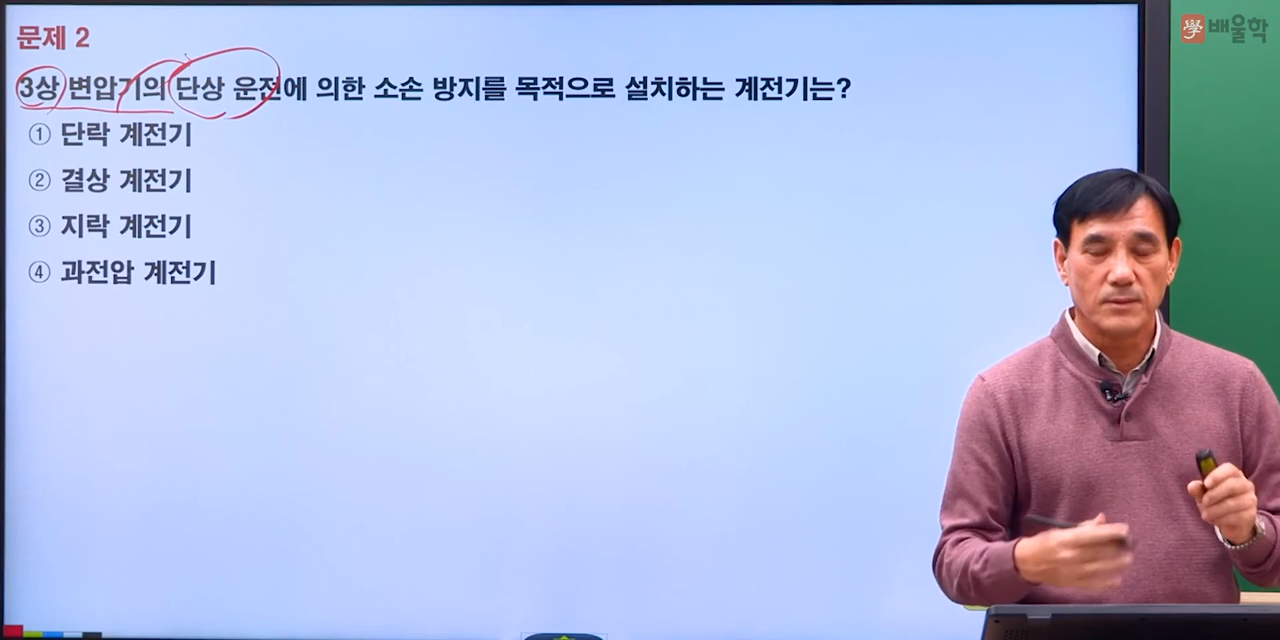 문제 2
3상 변압기의 단상 운전에 의한 소손 방지를 목적으로 설치하는 계전기는?
① 단락 계전기
② 결상 계전기
③ 지락 계전기
④ 과전압 계전기
學 배울학